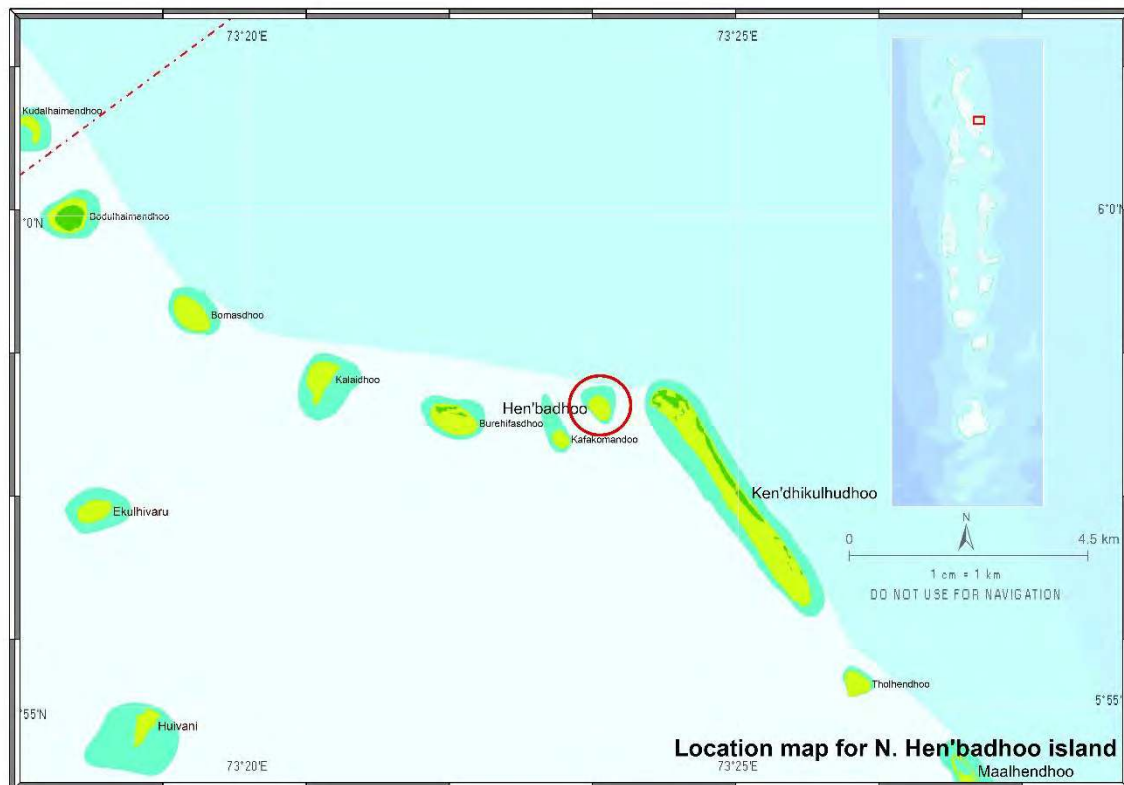 73°20'E
73°25'E
Kudalhaimendhoo
Bodulhaimendhoo
°0'N
6°0'N
Bomasdhoo
Kalaidhoo
Hen'badhoo
Burehifasdhoo
Kafakomandoo
Ken'dhikulhudhoo
Ekulhivaru
N
0
4.5 km
1 cm = 1 km
DO NOT USE FOR NAVIGATION
Tholhendhoo
'55'N
5°55'
Huivani
Location map for N. Hen'badhoo island
73°20'E
73°25'E
Maalhendhoo